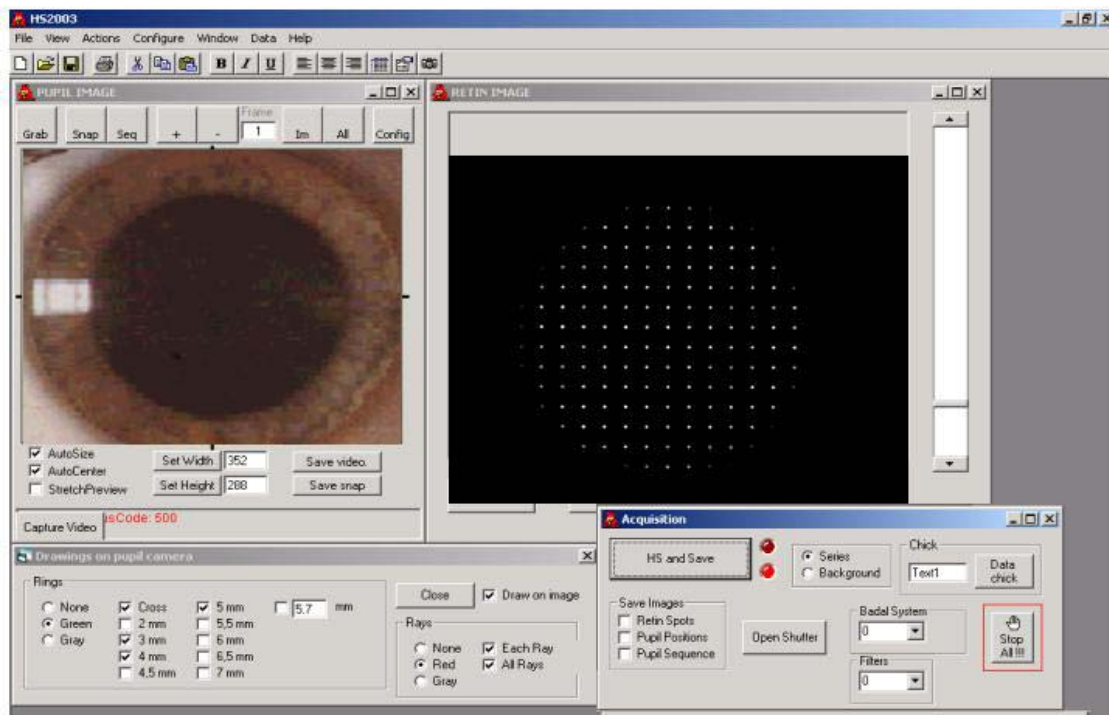 HS2003
File View Actions Configure Window Data Help
B I U
PUPIL IMAGE
Grab Snap Seq + - Frame 1 Im All Config
AutoSize
AutoCenter
StretchPreview
Set Width 352
Set Height 288
Save video.
Save snap
Capture Video
usCode: 500
RETIN IMAGE
Drawings on pupil camera
Rings
None
Green
Gray
Cross
2 mm
3 mm
4 mm
4,5 mm
5 mm
5,5 mm
6 mm
6,5 mm
7 mm
5.7 mm
Close
Draw on image
Rays
None
Red
Gray
Each Ray
All Rays
Acquisition
HS and Save
Series
Background
Chick
Text1
Data
chick
Save Images
Retin Spots
Pupil Positions
Pupil Sequence
Open Shutter
Badal System
0
Filters
0
Stop
All !!!